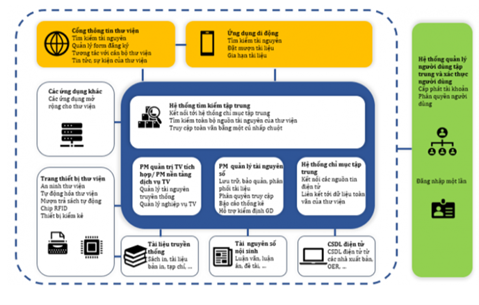 Cổng thông tin thư viện
Tìm kiếm tài nguyên
Quản lý form đăng ký
Tương tác với cán bộ thư viện
Tin tức, sự kiện của thư viện
Ứng dụng di động
Tìm kiếm tài nguyên
Đặt mượn tài liệu
Gia hạn tài liệu
Các ứng dụng khác
Các ứng dụng mở
rộng cho thư viện
Hệ thống tìm kiếm tập trung
Kết nối tới hệ thống chỉ mục tập trung
Tìm kiếm toàn bộ nguồn tài nguyên của thư viện
Truy cập toàn văn bằng một cú nhấp chuột
Hệ thống quản lý
người dùng tập
trung và xác thực
người dùng
Cấp phát tài khoản
Phân quyền người
dùng
Đăng nhập một lần
Trang thiết bị thư viện
An ninh thư viện
Tự động hóa thư viện
Mượn trả sách tự động
Chip RFID
Thiết bị kiểm kê
PM quản trị TV tích
hợp/ PM nền tảng
dịch vụ TV
Quản lý tài nguyên
truyền thống
Quản lý nghiệp vụ TV
PM quản lý tài nguyên
số
Lưu trữ, bảo quản, phân
phối tài liệu
Phân quyền truy cập
Báo cáo thống kê
Hỗ trợ kiểm định GD
Hệ thống chỉ mục tập
trung
Kết nối các nguồn tin
điện tử
Liên kết tới dữ liệu toàn
văn của thư viện
Tài liệu truyền
thống
Sách in, tài liệu
bản in, tạp chí, ...
Tài nguyên số
nội sinh
Luận văn, luận
án, đề tài, ...
CSDL điện tử
CSDL điện tử từ
các nhà xuất bản,
OER, ...